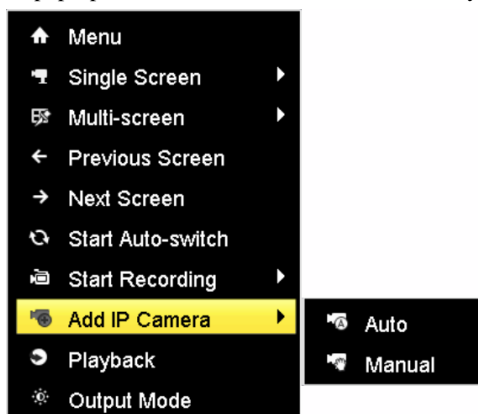 Menu
Single Screen
Multi-screen
Previous Screen
Next Screen
Start Auto-switch
Start Recording
Add IP Camera
Auto
Playback
Manual
Output Mode